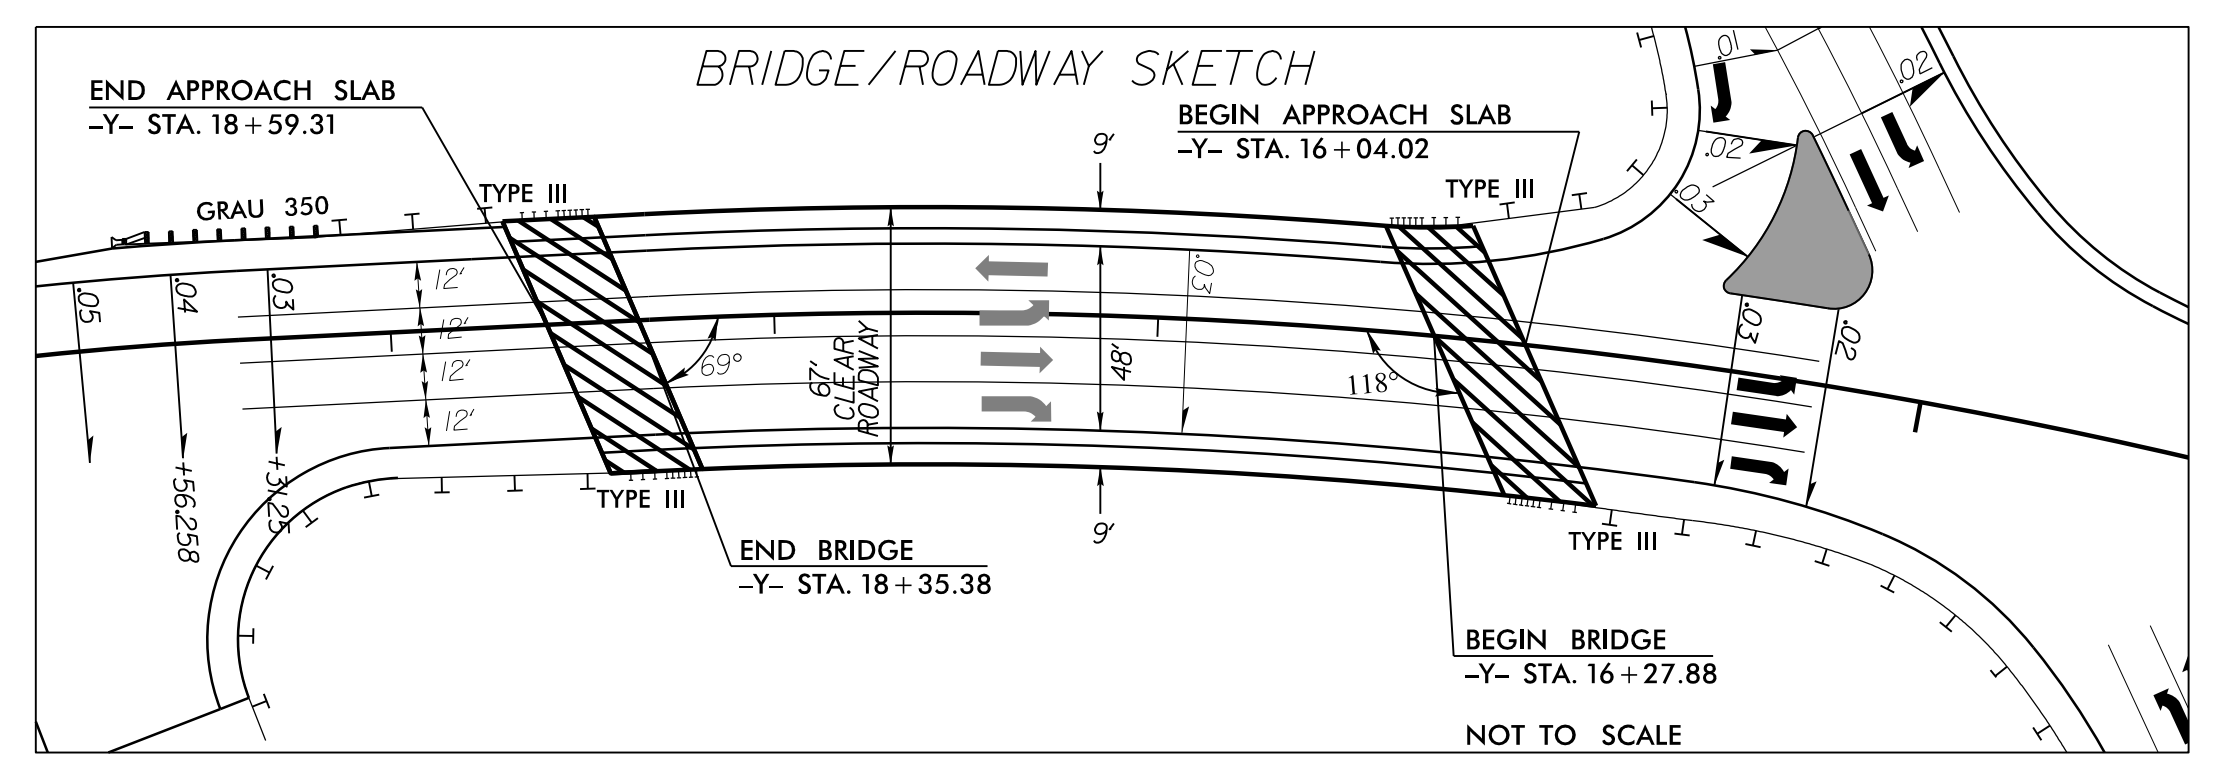 BRIDGE/ROADWAY SKETCH
END APPROACH SLAB
-Y- STA. 18+59.31
BEGIN APPROACH SLAB
-Y- STA. 16+04.02
GRAU 350
TYPE III
9'
TYPE III
.01
.02
.02
.03
.05
.04
.03
12'
12'
12'
12'
69°
67'
CLEAR
ROADWAY
48'
.03
118°
.03
.02
+56.258
+31.25
TYPE III
9'
TYPE III
END BRIDGE
-Y- STA. 18+35.38
BEGIN BRIDGE
-Y- STA. 16+27.88
NOT TO SCALE